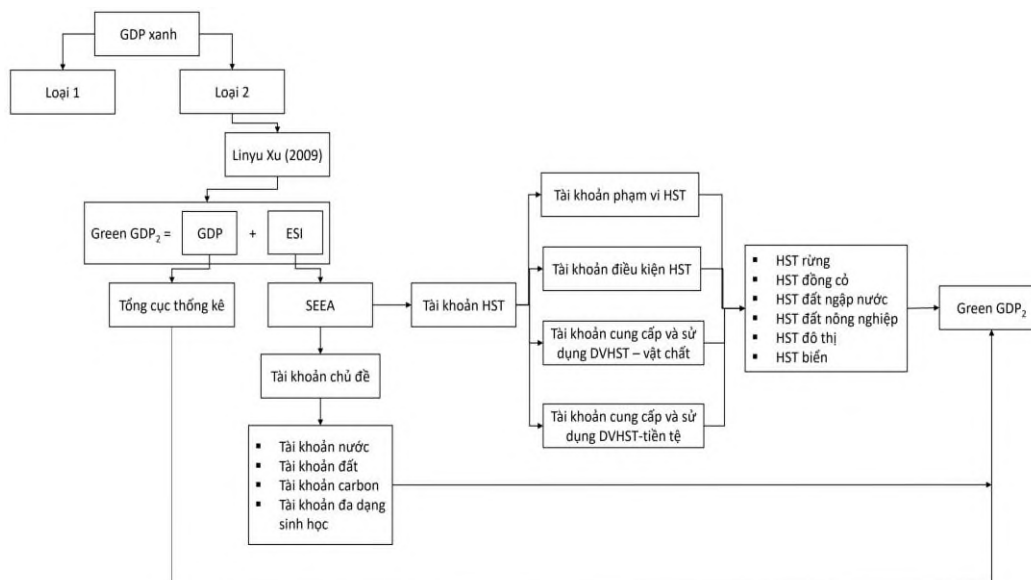 GDP xanh
Loại 1
Loại 2
Linyu Xu (2009)
Green GDP₂ = GDP + ESI
Tổng cục thống kê
SEEA
Tài khoản HST
Tài khoản chủ đề
▪ Tài khoản nước
▪ Tài khoản đất
▪ Tài khoản carbon
▪ Tài khoản đa dạng
sinh học
Tài khoản phạm vi HST
Tài khoản điều kiện HST
Tài khoản cung cấp và sử
dụng DVHST – vật chất
Tài khoản cung cấp và sử
dụng DVHST-tiền tệ
▪ HST rừng
▪ HST đồng cỏ
▪ HST đất ngập nước
▪ HST đất nông nghiệp
▪ HST đô thị
▪ HST biển
Green GDP₂